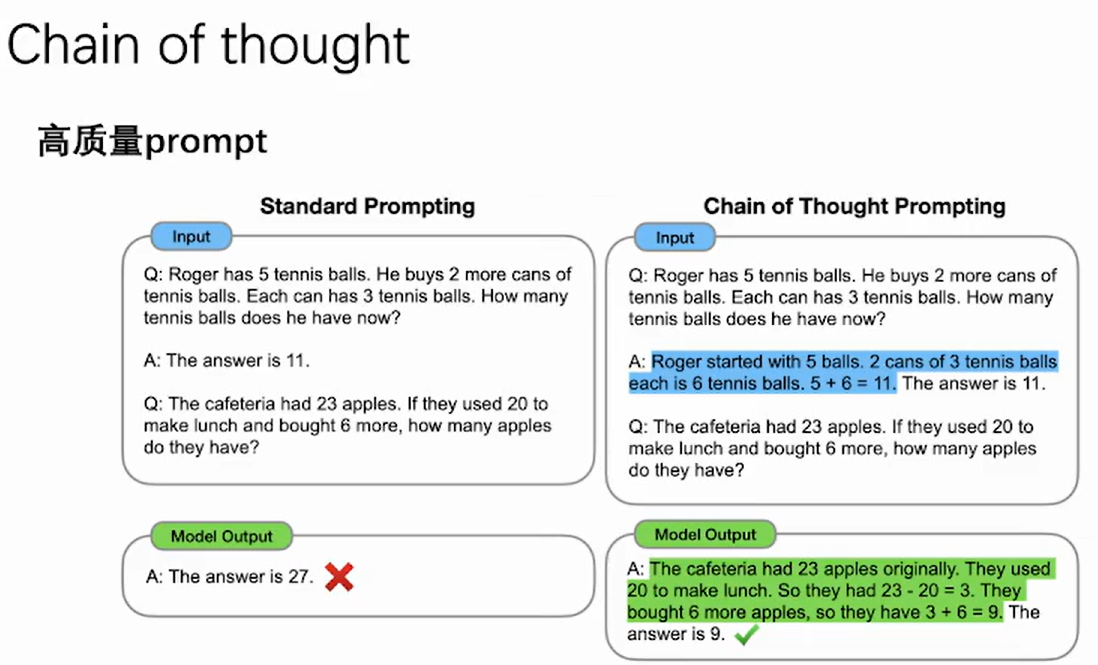 Chain of thought
高质量prompt
Standard Prompting
Input
Q: Roger has 5 tennis balls. He buys 2 more cans of
tennis balls. Each can has 3 tennis balls. How many
tennis balls does he have now?
A: The answer is 11.
Q: The cafeteria had 23 apples. If they used 20 to
make lunch and bought 6 more, how many apples
do they have?
Model Output
A: The answer is 27.
Chain of Thought Prompting
Input
Q: Roger has 5 tennis balls. He buys 2 more cans of
tennis balls. Each can has 3 tennis balls. How many
tennis balls does he have now?
A: Roger started with 5 balls. 2 cans of 3 tennis balls
each is 6 tennis balls. 5 + 6 = 11. The answer is 11.
Q: The cafeteria had 23 apples. If they used 20 to
make lunch and bought 6 more, how many apples
do they have?
Model Output
A: The cafeteria had 23 apples originally. They used
20 to make lunch. So they had 23 - 20 = 3. They
bought 6 more apples, so they have 3 + 6 = 9. The
answer is 9.